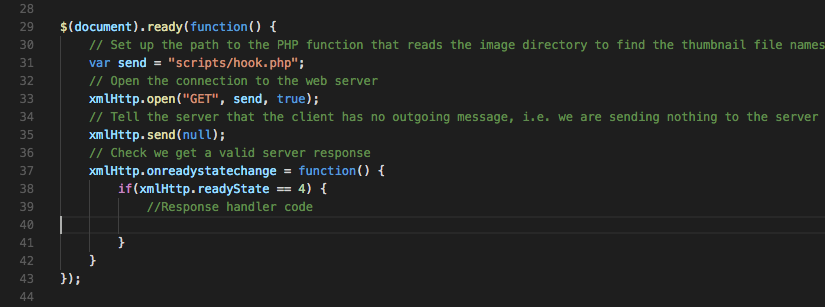 28
29 $(document).ready(function() {
30 // Set up the path to the PHP function that reads the image directory to find the thumbnail file names
31 var send = "scripts/hook.php";
32 // Open the connection to the web server
33 xmlHttp.open("GET", send, true);
34 // Tell the server that the client has no outgoing message, i.e. we are sending nothing to the server
35 xmlHttp.send(null);
36 // Check we get a valid server response
37 xmlHttp.onreadystatechange = function() {
38 if(xmlHttp.readyState == 4) {
39 //Response handler code
40
41 }
42 }
43 });
44